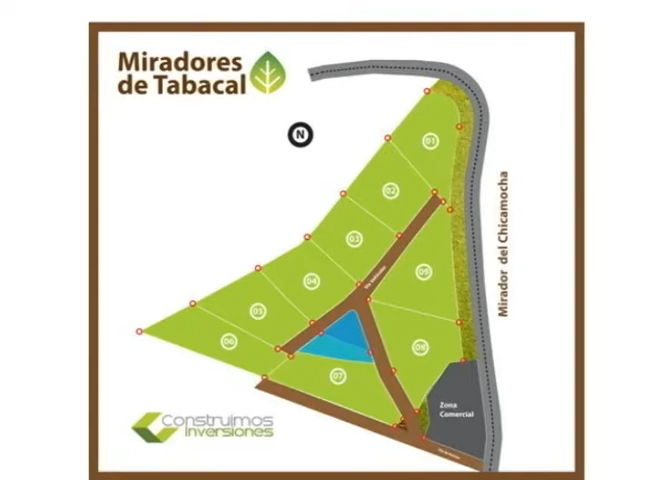 Miradores
de Tabacal
N
01
02
03
04
05
06
07
08
09
Mirador del Chicamocha
Zona
Comercial
Construimos
Inversiones